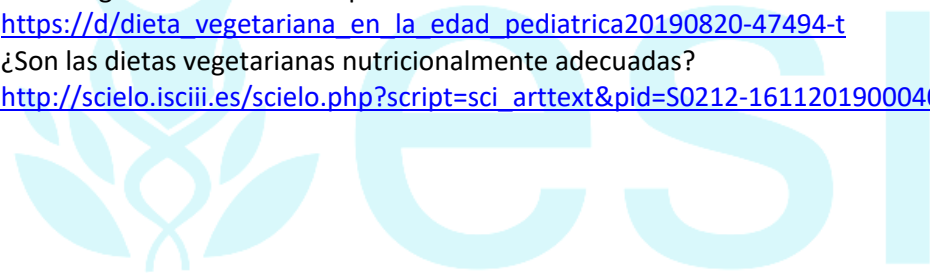 https://d/dieta_vegetariana_en_la_edad_pediatrica20190820-47494-t
¿Son las dietas vegetarianas nutricionalmente adecuadas?
http://scielo.isciii.es/scielo.php?script=sci_arttext&pid=S0212-161120190004
es